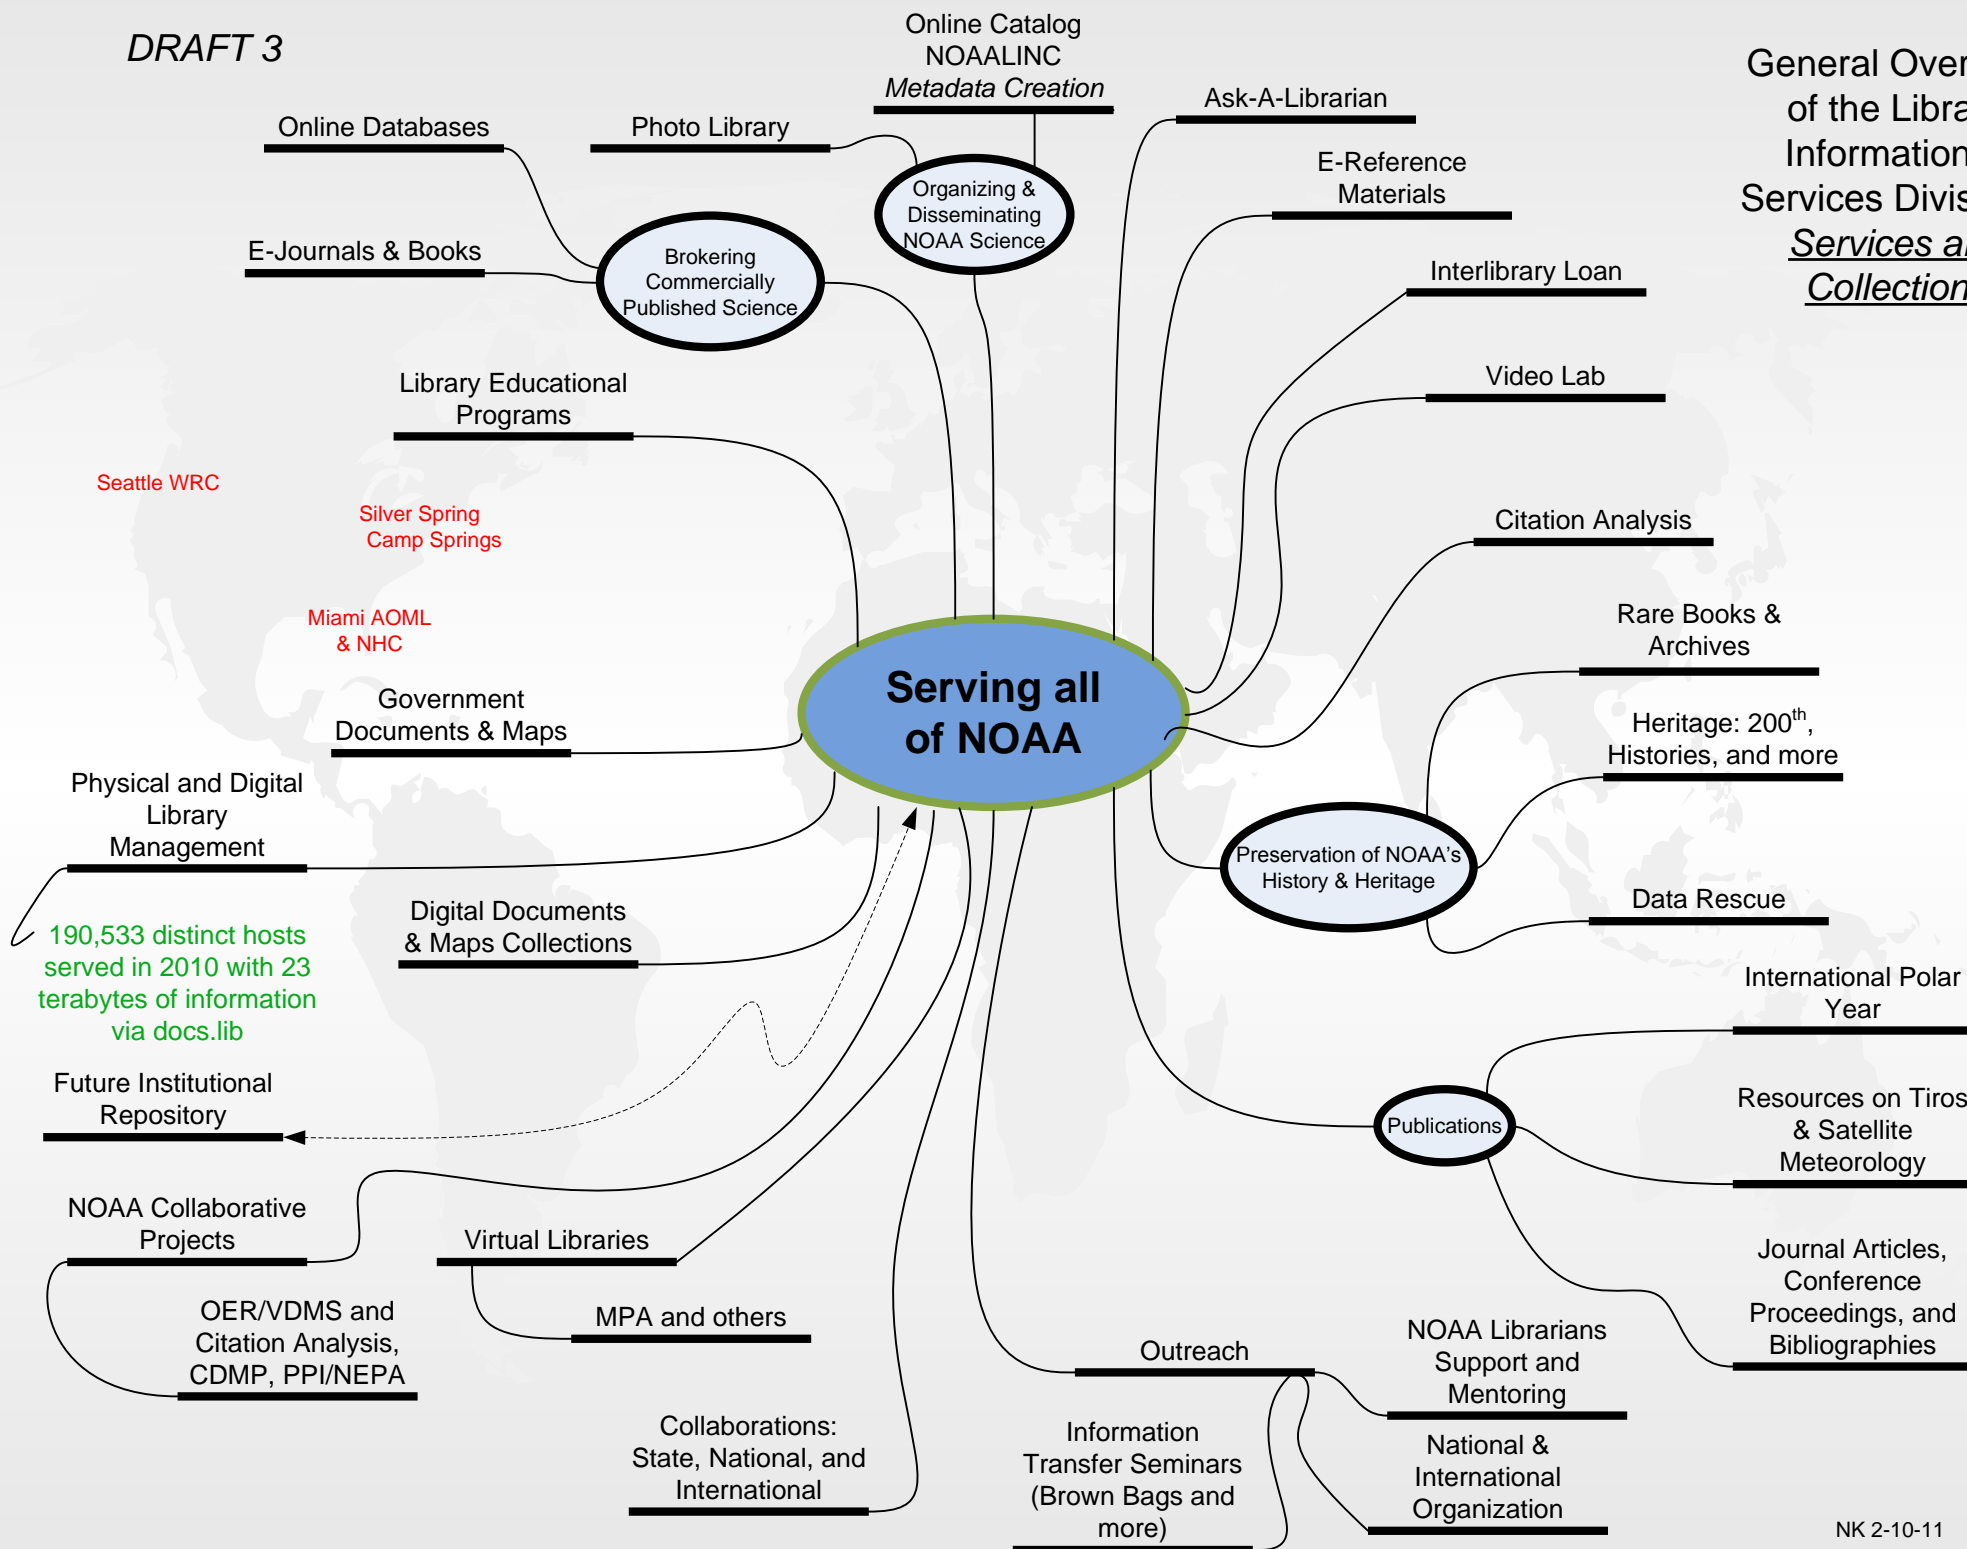 DRAFT 3
Online Catalog
NOAALINC
Metadata Creation
General Over
of the Libra
Information
Services Divis
Services a
Collection
Online Databases
Photo Library
Ask-A-Librarian
E-Reference
Materials
Organizing &
Disseminating
NOAA Science
E-Journals & Books
Brokering
Commercially
Published Science
Interlibrary Loan
Library Educational
Programs
Video Lab
Seattle WRC
Silver Spring
Camp Springs
Citation Analysis
Miami AOML
& NHC
Rare Books &
Archives
Serving all
of NOAA
Government
Documents & Maps
Heritage: 200th,
Histories, and more
Physical and Digital
Library
Management
Preservation of NOAA's
History & Heritage
Digital Documents
& Maps Collections
Data Rescue
190,533 distinct hosts
served in 2010 with 23
terabytes of information
via docs.lib
International Polar
Year
Future Institutional
Repository
Publications
Resources on Tiros
& Satellite
Meteorology
NOAA Collaborative
Projects
Virtual Libraries
Journal Articles,
Conference
Proceedings, and
Bibliographies
OER/VDMS and
Citation Analysis,
CDMP, PPI/NEPA
MPA and others
Outreach
NOAA Librarians
Support and
Mentoring
Collaborations:
State, National, and
International
Information
Transfer Seminars
(Brown Bags and
more)
National &
International
Organization
NK 2-10-11